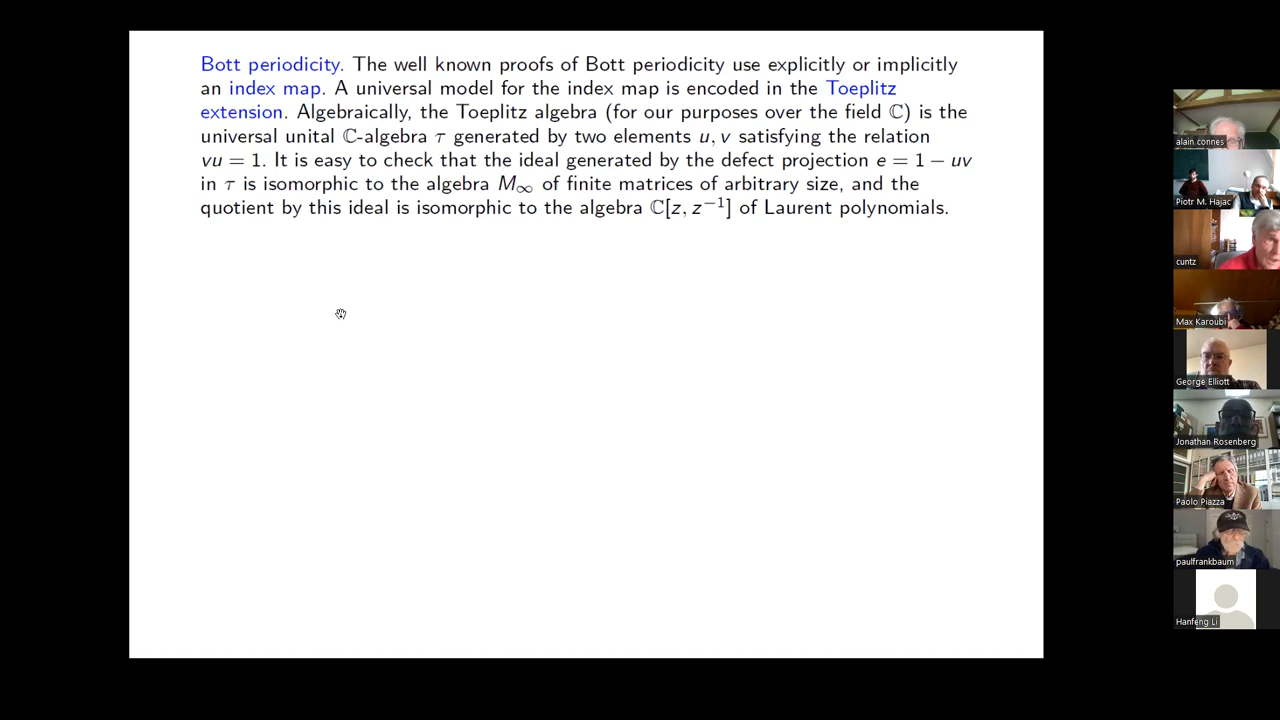 Bott periodicity. The well known proofs of Bott periodicity use explicitly or implicitly
an index map. A universal model for the index map is encoded in the Toeplitz
extension. Algebraically, the Toeplitz algebra (for our purposes over the field ℂ) is the
universal unital ℂ-algebra τ generated by two elements u, v satisfying the relation
vu = 1. It is easy to check that the ideal generated by the defect projection e = 1 − uv
in τ is isomorphic to the algebra M∞ of finite matrices of arbitrary size, and the
quotient by this ideal is isomorphic to the algebra ℂ[z, z⁻¹] of Laurent polynomials.
alain.connes
Piotr M. Hajac
cuntz
Max Karoubi
George Elliott
Jonathan Rosenberg
Paolo Piazza
paulfrankbaum
Hanfeng Li